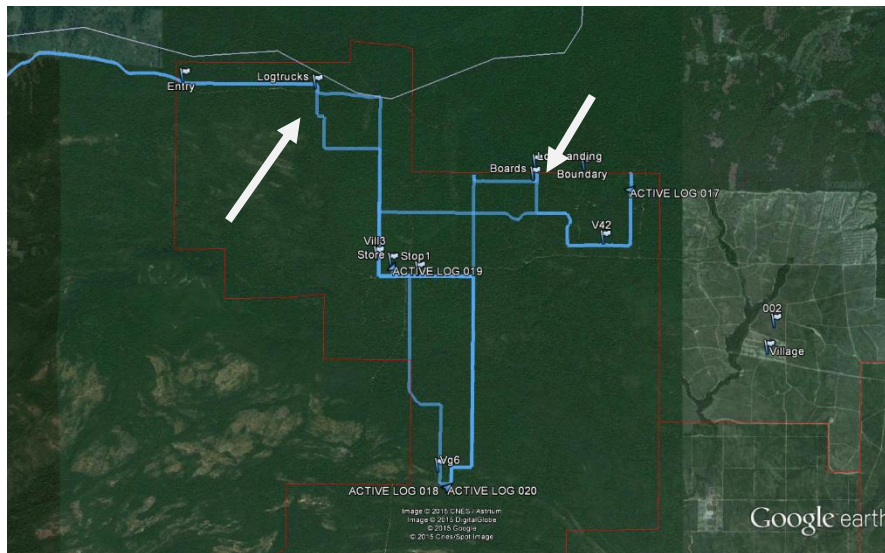 Entry
Logtrucks
Boards
Boundary
ACTIVE LOG 017
V42
Vill3
Store
Stop1
ACTIVE LOG 019
002
Village
Vg6
ACTIVE LOG 018
ACTIVE LOG 020
Image © 2015 CNES / Astrium
Image © 2015 DigitalGlobe
© 2015 Google
© 2015 Cnes/Spot Image
Google earth